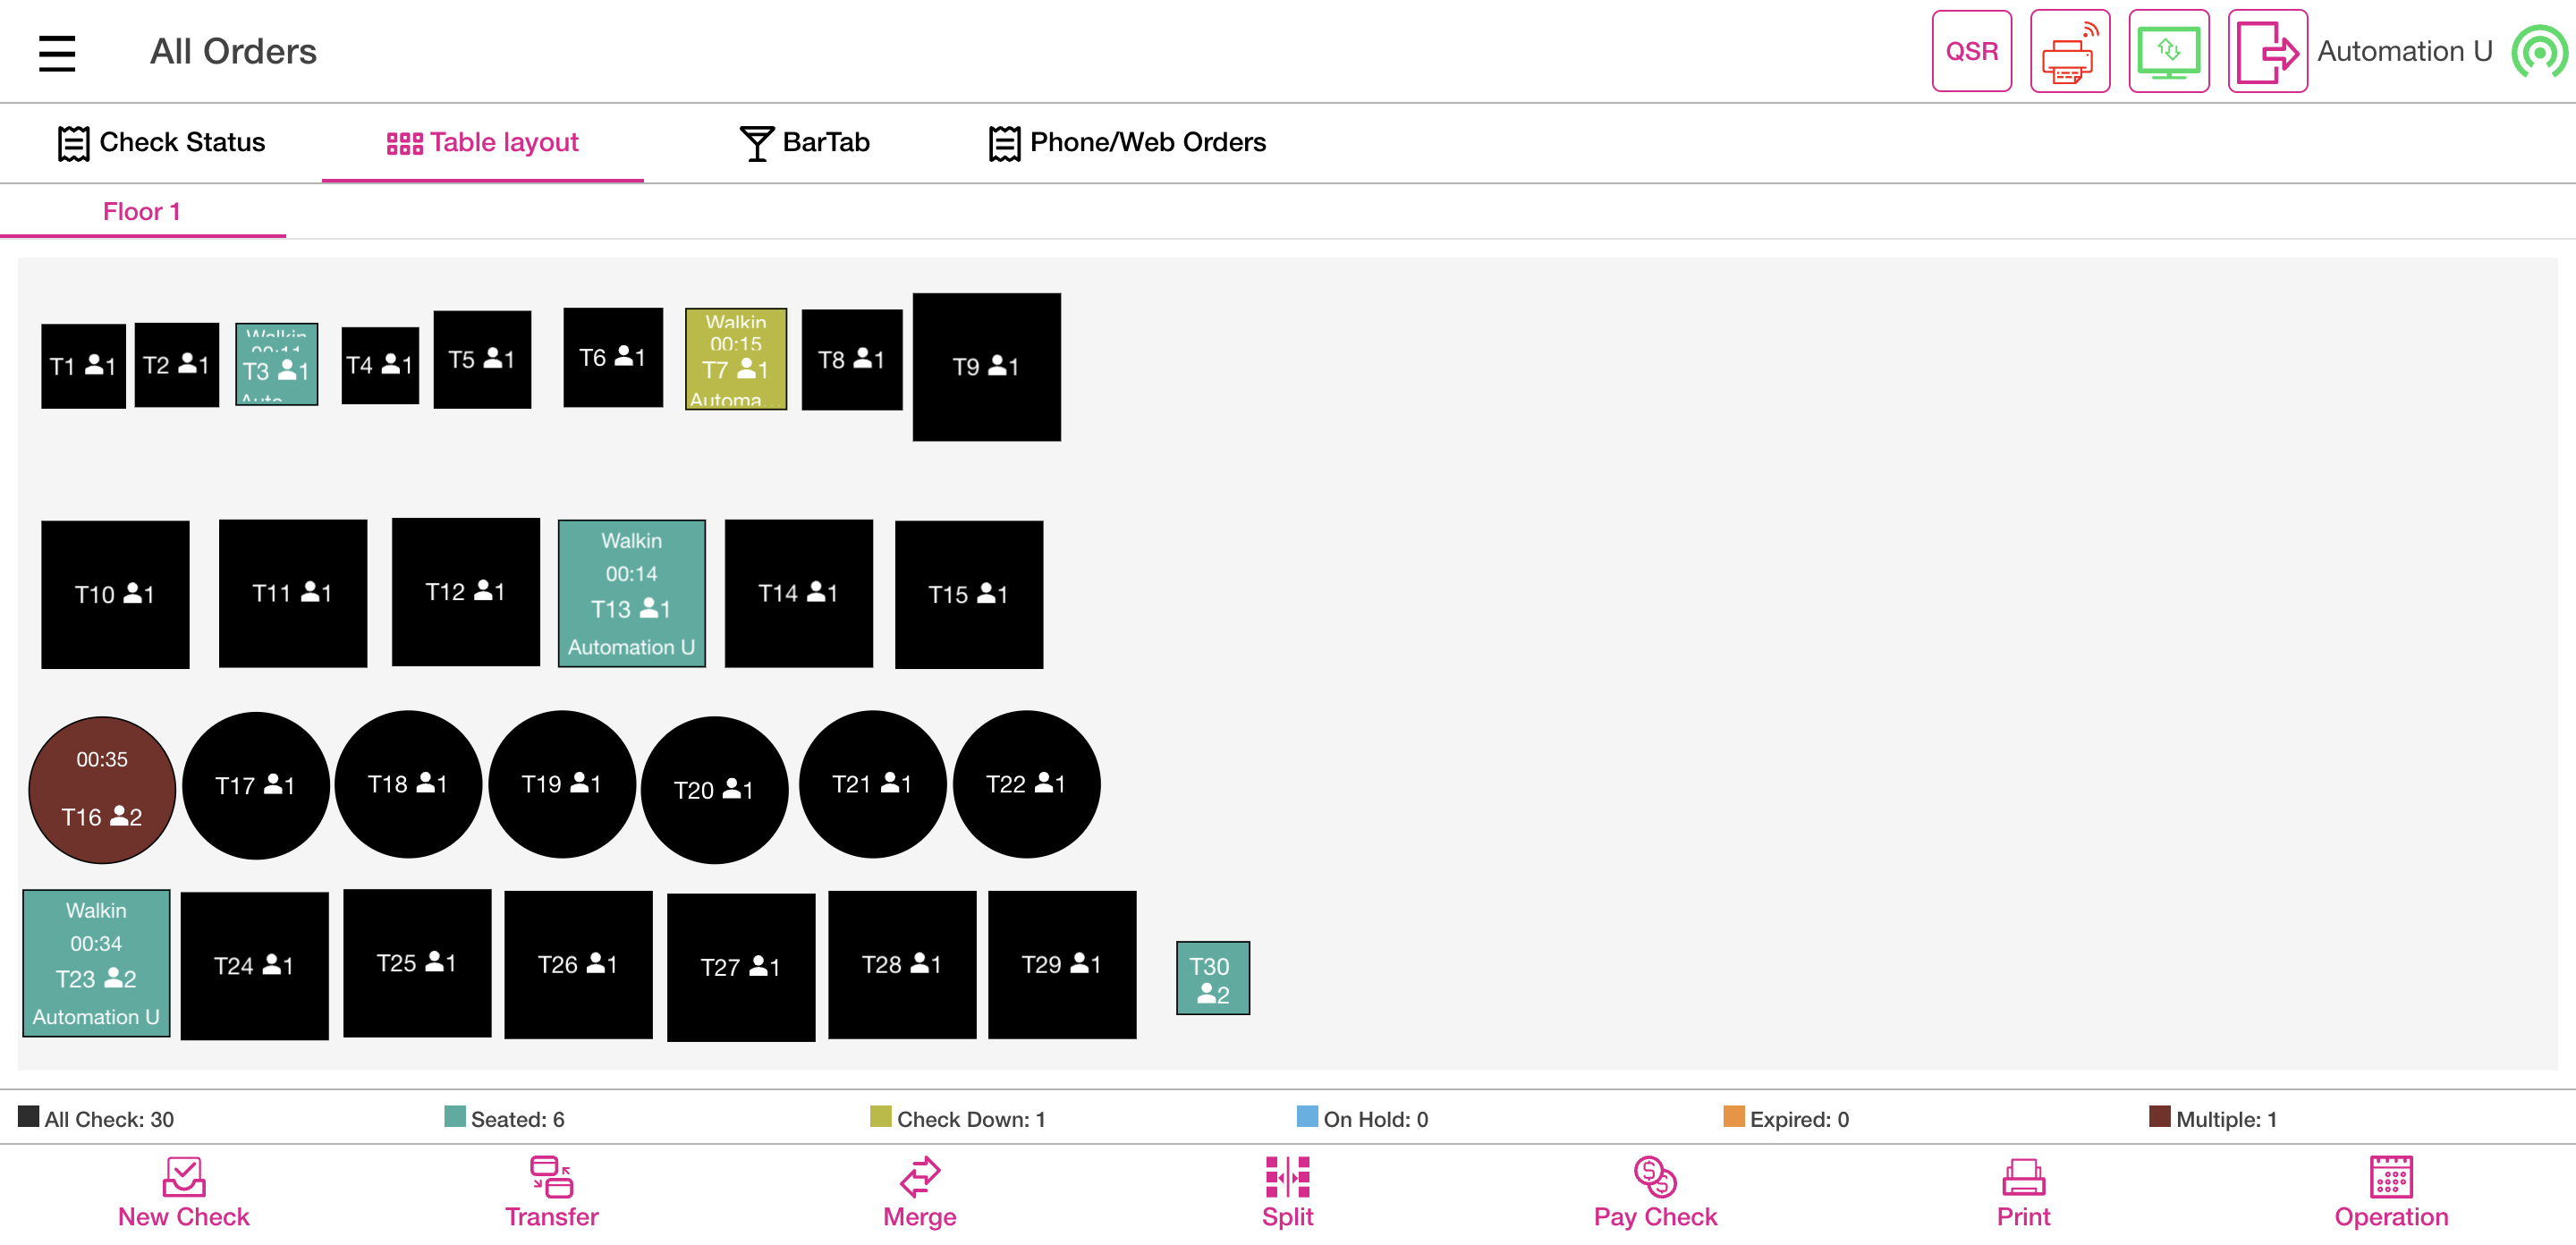 All Orders
QSR
Automation U
Check Status
Table layout
BarTab
Phone/Web Orders
Floor 1
T1 1
T2 1
Walkin
00:11
T3 1
Auto...
T4 1
T5 1
T6 1
Walkin
00:15
T7 1
Automa...
T8 1
T9 1
T10 1
T11 1
T12 1
Walkin
00:14
T13 1
Automation U
T14 1
T15 1
00:35
T16 2
T17 1
T18 1
T19 1
T20 1
T21 1
T22 1
Walkin
00:34
T23 2
Automation U
T24 1
T25 1
T26 1
T27 1
T28 1
T29 1
T30
2
All Check: 30
Seated: 6
Check Down: 1
On Hold: 0
Expired: 0
Multiple: 1
New Check
Transfer
Merge
Split
Pay Check
Print
Operation